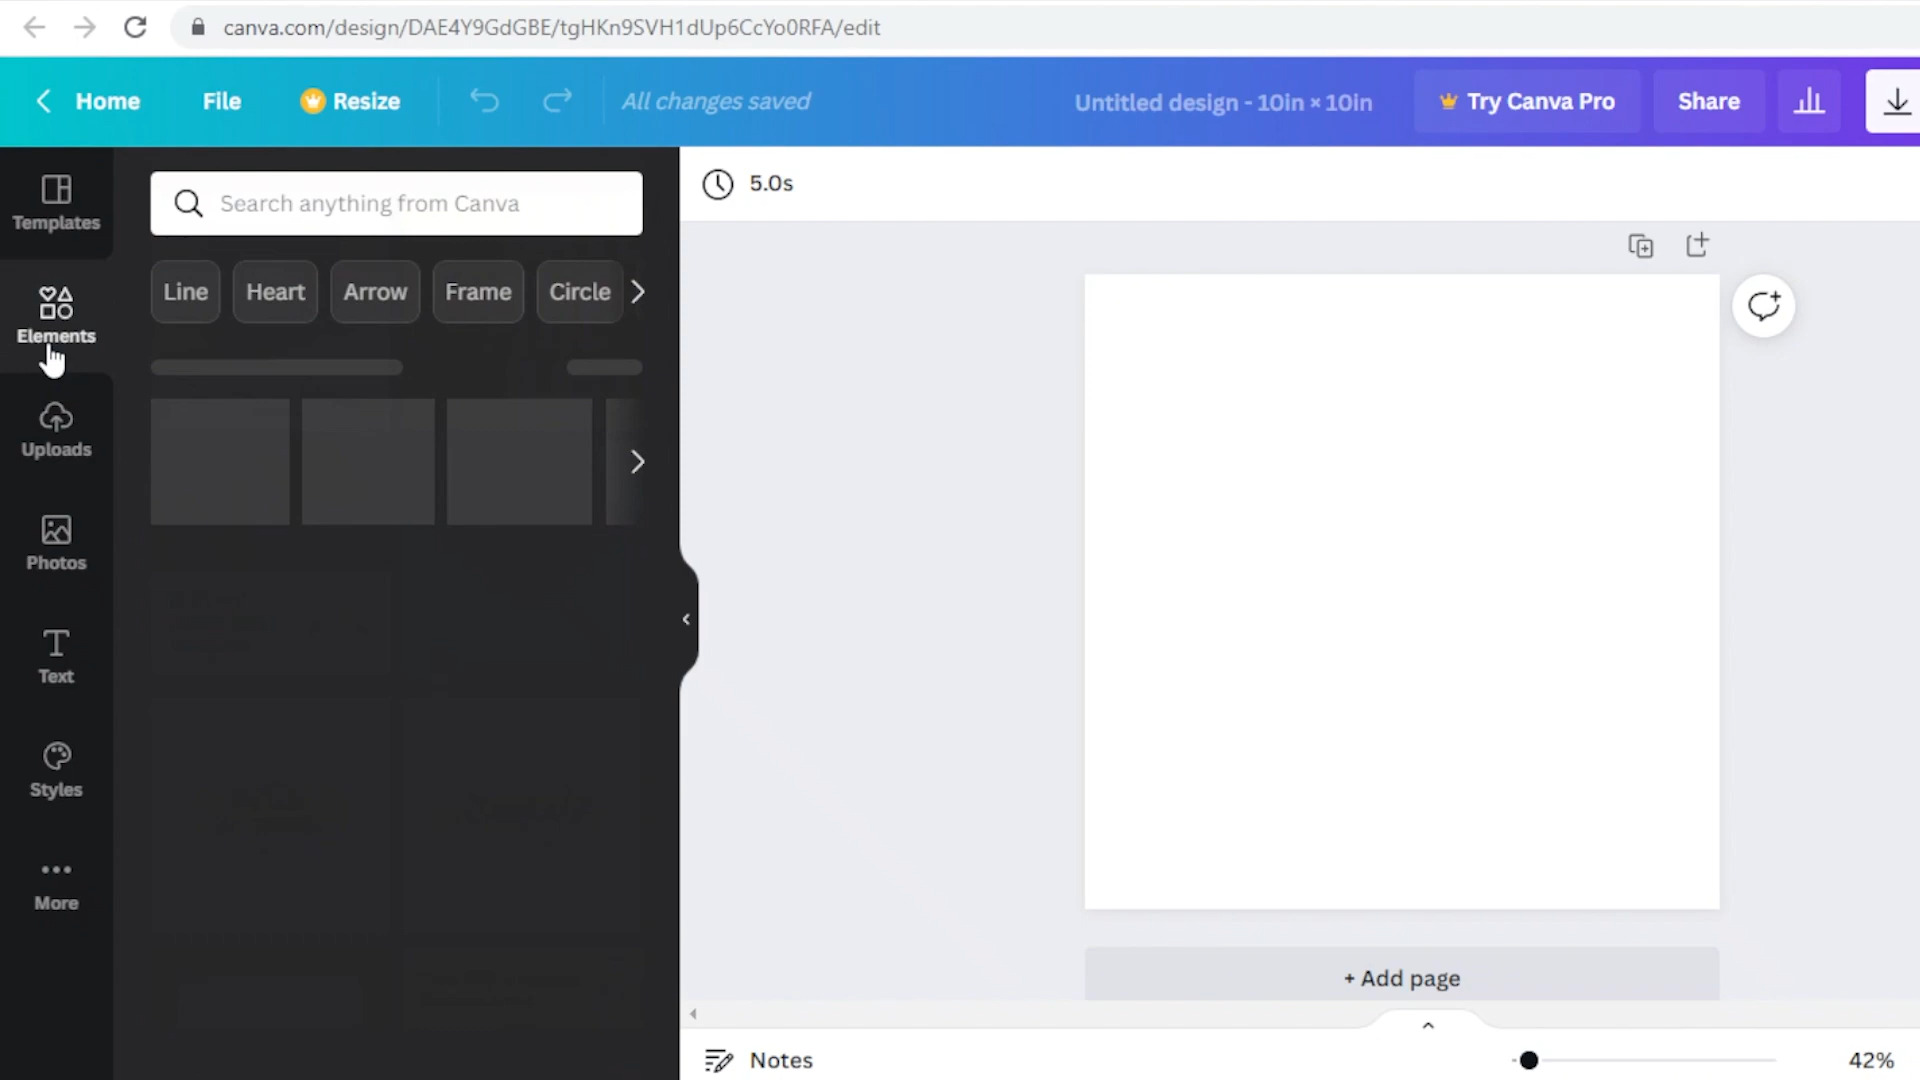 canva.com/design/DAE4Y9GdGBE/tgHKn9SVH1dUp6CcYo0RFA/edit
Home File Resize All changes saved Untitled design - 10in × 10in Try Canva Pro Share
Templates
Elements
Uploads
Photos
Text
Styles
More
Search anything from Canva
Line Heart Arrow Frame Circle
5.0s
+ Add page
Notes
42%